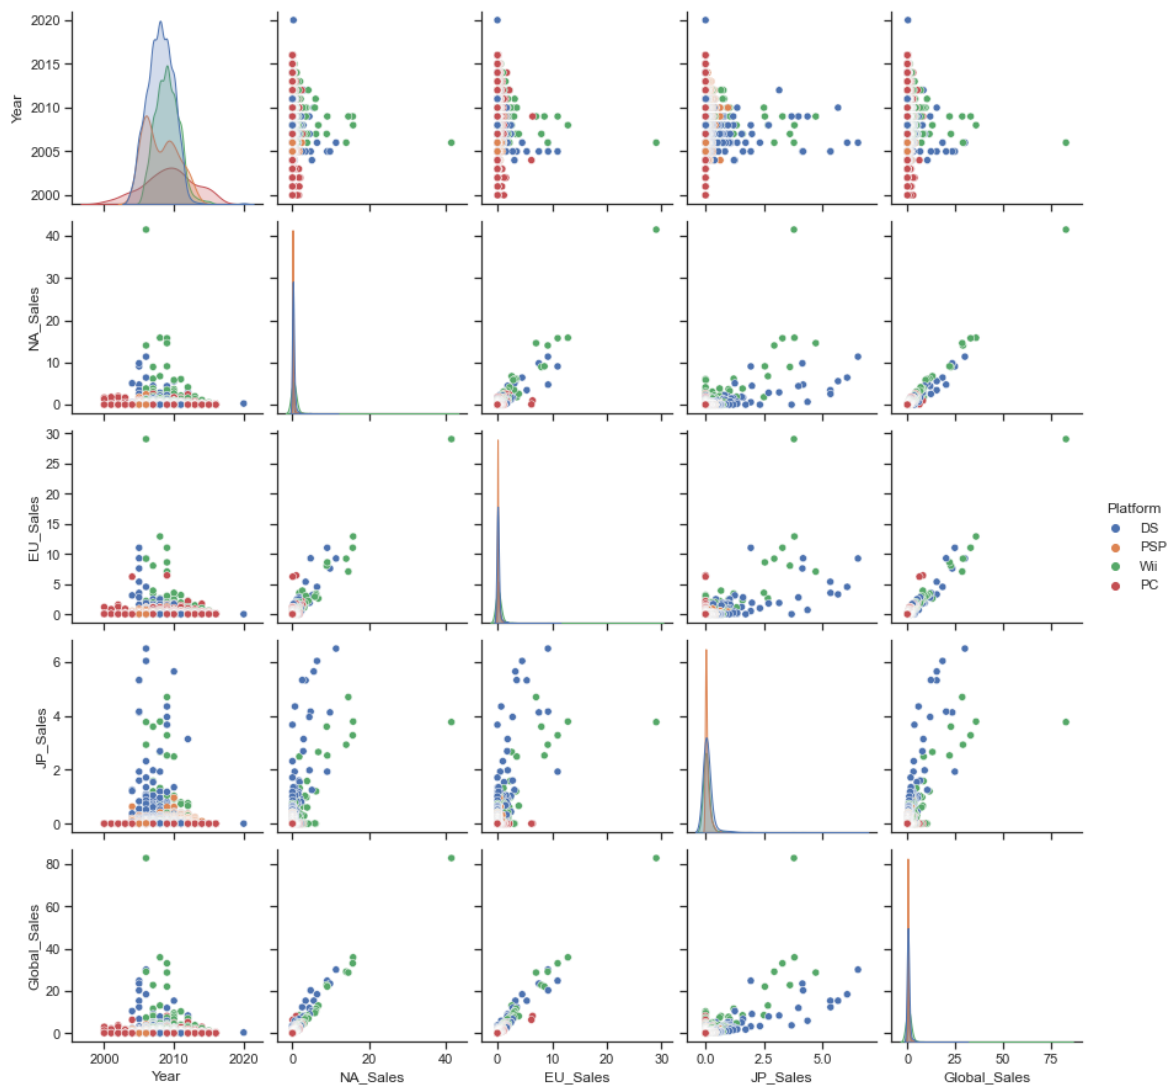 2020
2015
2010
2005
2000
Year
40
30
20
10
0
NA_Sales
30
25
20
15
10
5
0
EU_Sales
Platform
DS
PSP
Wii
PC
6
4
2
0
JP_Sales
80
60
40
20
0
Global_Sales
2000 2010 2020 0 20 40 0 10 20 30 0.0 2.5 5.0 0 25 50 75
Year NA_Sales EU_Sales JP_Sales Global_Sales